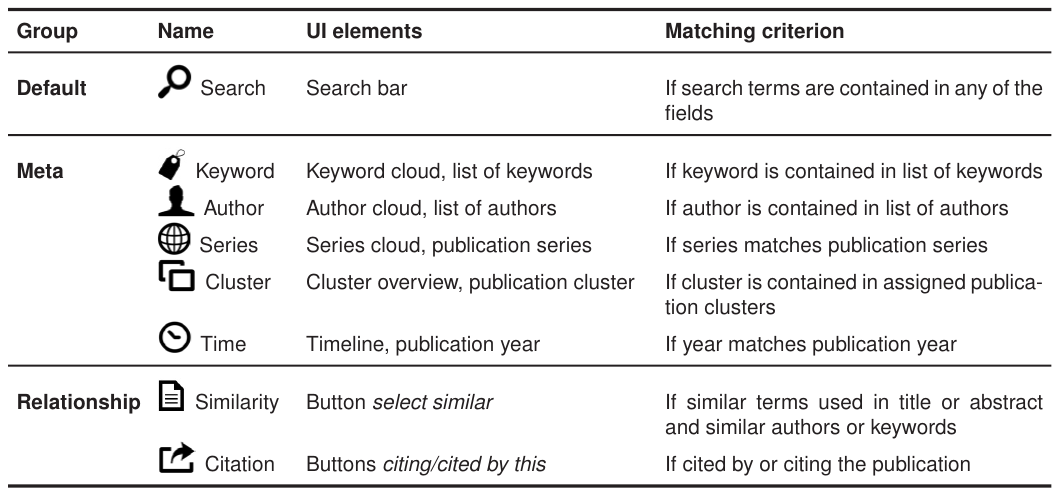 Group Name UI elements Matching criterion
Default Search Search bar If search terms are contained in any of the
fields
Meta Keyword Keyword cloud, list of keywords If keyword is contained in list of keywords
Author Author cloud, list of authors If author is contained in list of authors
Series Series cloud, publication series If series matches publication series
Cluster Cluster overview, publication cluster If cluster is contained in assigned publica-
tion clusters
Time Timeline, publication year If year matches publication year
Relationship Similarity Button select similar If similar terms used in title or abstract
and similar authors or keywords
Citation Buttons citing/cited by this If cited by or citing the publication